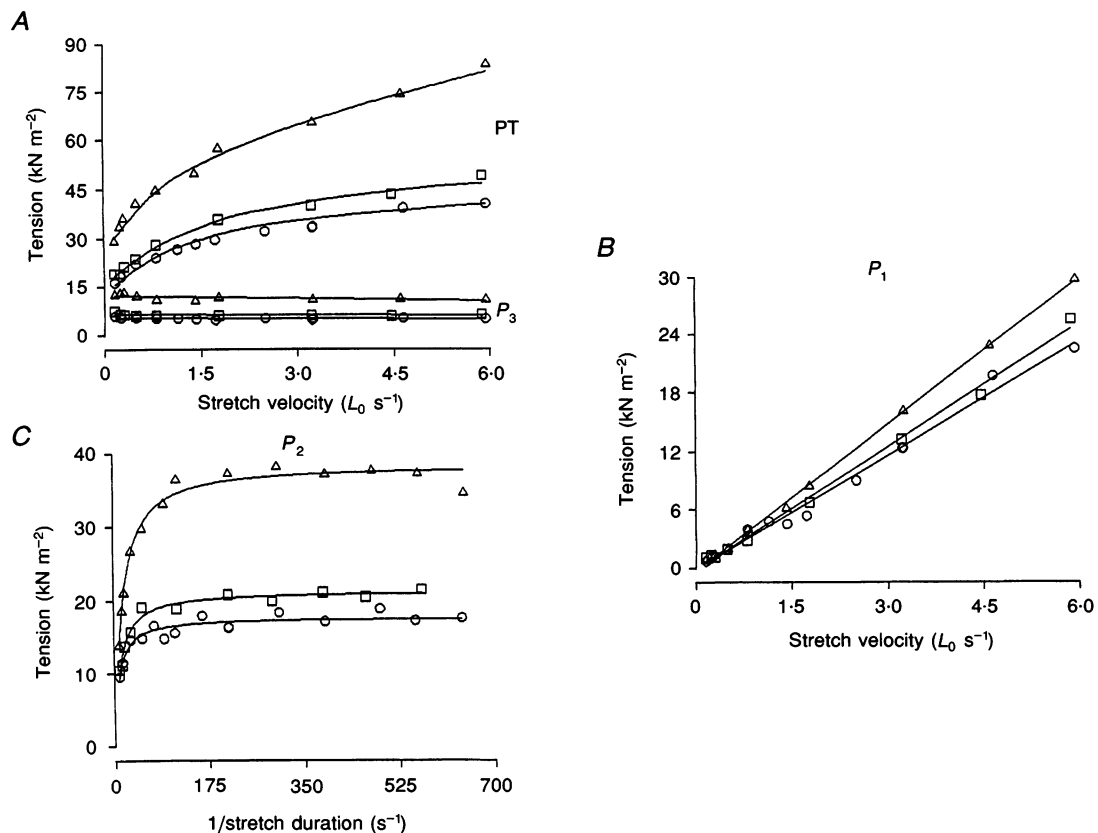 A
90
75
60
45
30
15
0
Tension (kN m⁻²)
PT
P₃
0 1·5 3·0 4·5 6·0
Stretch velocity (L₀ s⁻¹)
B
P₁
30
24
18
12
6
0
Tension (kN m⁻²)
0 1·5 3·0 4·5 6·0
Stretch velocity (L₀ s⁻¹)
C
P₂
40
30
20
10
0
Tension (kN m⁻²)
0 175 350 525 700
1/stretch duration (s⁻¹)